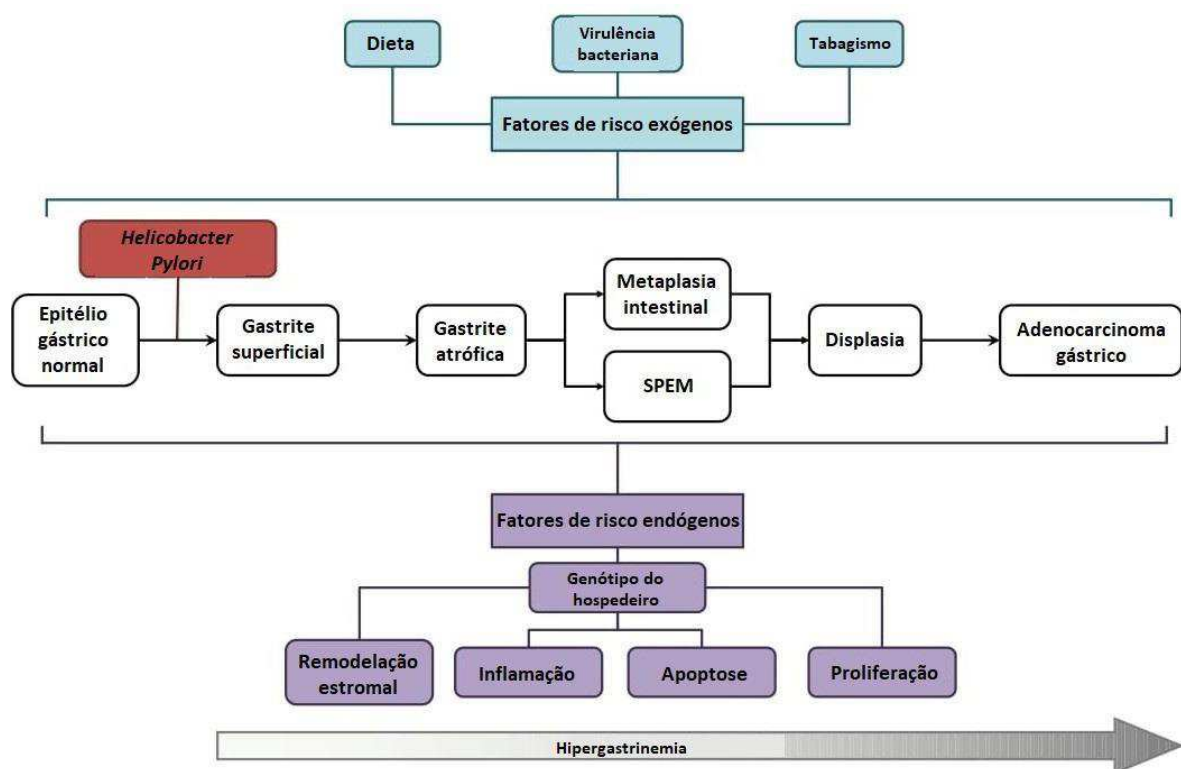 Dieta
Virulência
bacteriana
Tabagismo
Fatores de risco exógenos
Helicobacter
Pylori
Epitélio
gástrico
normal
Gastrite
superficial
Gastrite
atrófica
Metaplasia
intestinal
SPEM
Displasia
Adenocarcinoma
gástrico
Fatores de risco endógenos
Genótipo do
hospedeiro
Remodelação
estromal
Inflamação
Apoptose
Proliferação
Hipergastrinemia